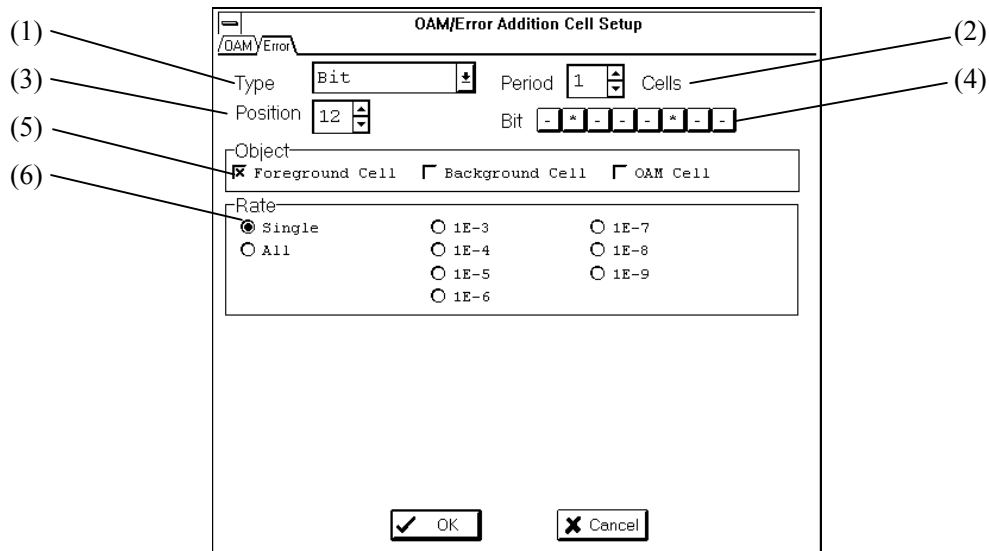 OAM/Error Addition Cell Setup
OAM Error
(1) (2)
Type Bit Period 1 Cells
(3) (4)
Position 12 Bit - * - - - * - -
(5)
Object
Foreground Cell Background Cell OAM Cell
(6)
Rate
Single 1E-3 1E-7
All 1E-4 1E-8
1E-5 1E-9
1E-6
OK Cancel